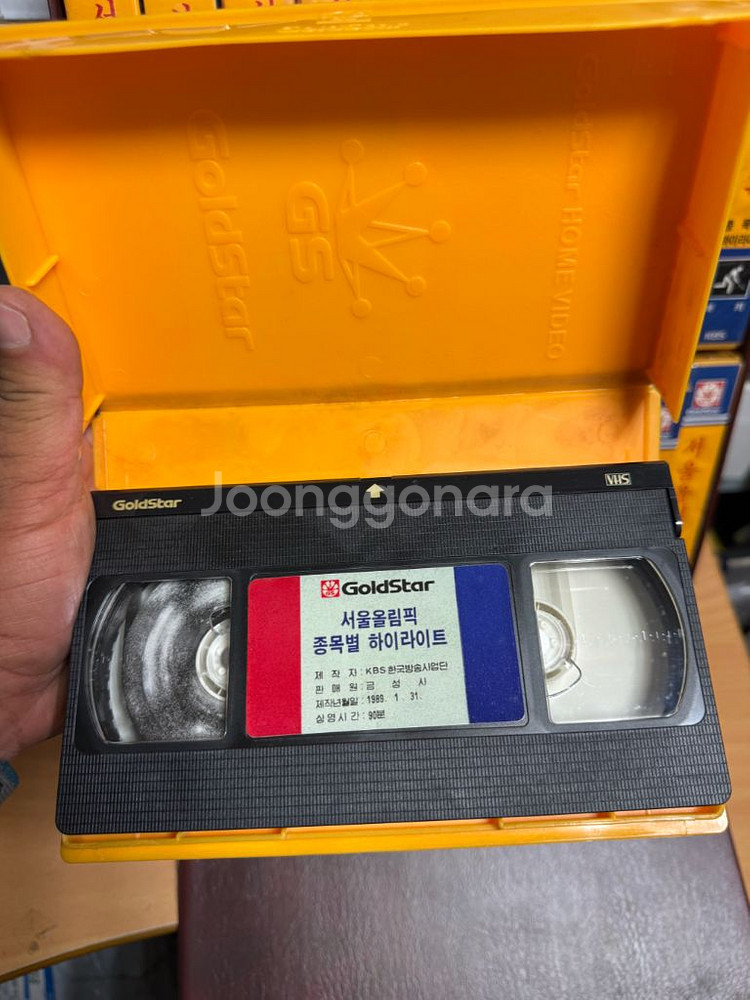 서
GoldStar
GS
GoldStar HOME VIDEO
Joonggonara
GoldStar
VHS
GoldStar
서울올림픽
종목별 하이라이트
제 작 자 : KBS 한국방송사업단
판 매 원 : 금 성 사
제작년월일 : 1989. 1. 31.
상영시간 : 90분